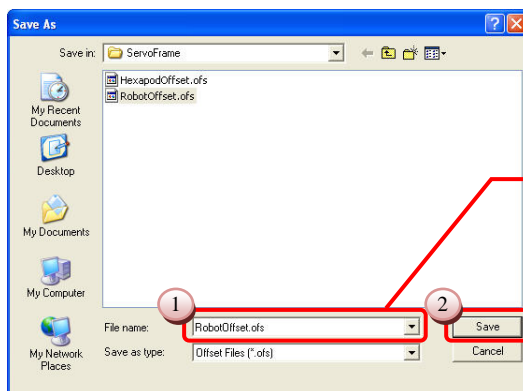 Save As
Save in: ServoFrame
HexapodOffset.ofs
RobotOffset.ofs
My Recent
Documents
Desktop
My Documents
My Computer
My Network
Places
1
2
File name: RobotOffset.ofs Save
Save as type: Offset Files (*.ofs) Cancel